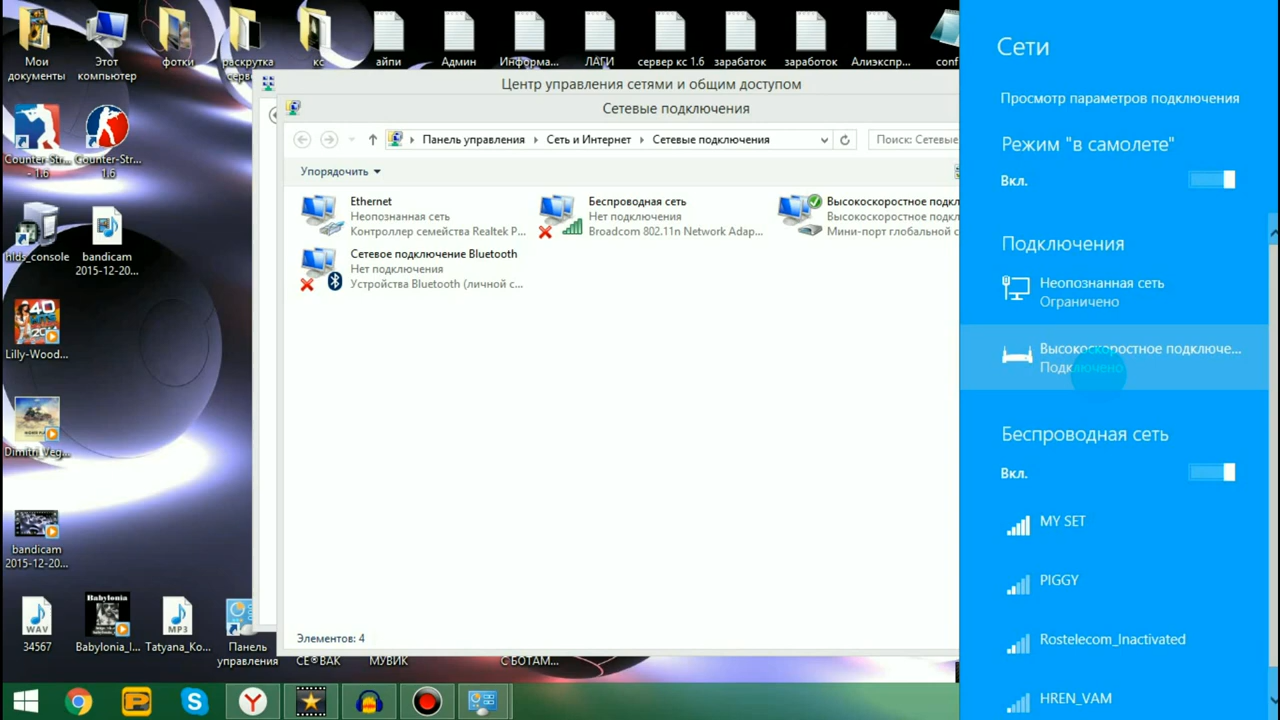 Мои
документы
Этот
компьютер
фотки
раскрутка
серв...
кс
айпи
Админ
Информа...
ЛАГИ
сервер кс 1.6
заработок
заработок
Алиэкспр...
conf
Counter-Str...
- 1.6
Counter-Str...
1.6
hlds_console
bandicam
2015-12-20...
Lilly-Wood...
Dimitri_Veg...
bandicam
2015-12-20...
34567
Babylonia_I...
Tatyana_Ko...
Панель
управления
СЕ®ВАК
МУВИК
С БОТАМ...
WAV
Babylonia
MP3
Центр управления сетями и общим доступом
Сетевые подключения
Панель управления
Сеть и Интернет
Сетевые подключения
Поиск: Сетевые
Упорядочить
Ethernet
Неопознанная сеть
Контроллер семейства Realtek P...
Беспроводная сеть
Нет подключения
Broadcom 802.11n Network Adap...
Высокоскоростное подкл
Высокоскоростное подкл
Мини-порт глобальной с
Сетевое подключение Bluetooth
Нет подключения
Устройства Bluetooth (личной с...
Элементов: 4
Сети
Просмотр параметров подключения
Режим "в самолете"
Вкл.
Подключения
Неопознанная сеть
Ограничено
Высокоскоростное подключе...
Подключено
Беспроводная сеть
Вкл.
MY SET
PIGGY
Rostelecom_Inactivated
HREN_VAM